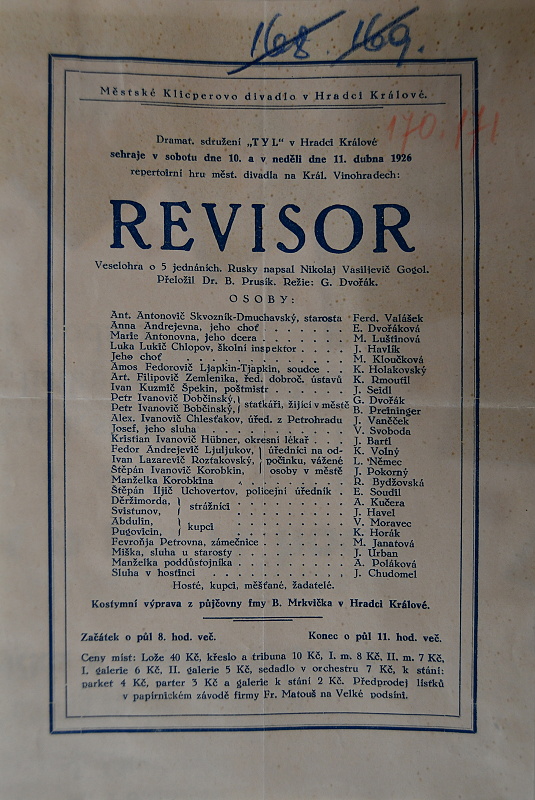 168 169.
Městské Klicperovo divadlo v Hradci Králové.
170. 171
Dramat. sdružení „TYL“ v Hradci Králové
sehraje v sobotu dne 10. a v neděli dne 11. dubna 1926
repertoirní hru měst. divadla na Král. Vinohradech:
REVISOR
Veselohra o 5 jednáních. Rusky napsal Nikolaj Vasiljevič Gogol.
Přeložil Dr. B. Prusík. Režie: G. Dvořák.
OSOBY:
Ant. Antonovič Skvozník-Dmuchavský, starosta Ferd. Valášek
Anna Andrejevna, jeho choť . . . . . . . E. Dvořáková
Marie Antonovna, jeho dcera . . . . . . . M. Luštinová
Luka Lukič Chlopov, školní inspektor . . . . J. Havlík
Jeho choť . . . . . . . . . . . . M. Kloučková
Amos Fedorovič Ljapkin-Tjapkin, soudce . . . K. Holakovský
Art. Filipovič Zemlenika, řed. dobroč. ústavů K. Rmoutil
Ivan Kuzmič Špekin, poštmistr . . . . . . J. Seidl
Petr Ivanovič Dobčinský, } statkáři, žijící v městě G. Dvořák
Petr Ivanovič Bobčinský, B. Preininger
Alex. Ivanovič Chlesťakov, úřed. z Petrohradu J. Vaněček
Josef, jeho sluha . . . . . . . . . . V. Svoboda
Kristian Ivanovič Hübner, okresní lékař . . . J. Bartl
Fedor Andrejevič Ljuljukov, } úředníci na od- K. Volný
Ivan Lazarevič Rozťakovský, počinku, vážené L. Němec
Štěpán Ivanovič Korobkin, osoby v městě J. Pokorný
Manželka Korobkina . . . . . . . . . R. Bydžovská
Štěpán Iljič Uchovertov, policejní úředník . E. Soudil
Děržimorda, } strážníci . . . . . . . A. Kučera
Svistunov, J. Havel
Abdulin, } kupci . . . . . . . V. Moravec
Pugovicin, K. Horák
Fevroňja Petrovna, zámečnice . . . . . . M. Janatová
Miška, sluha u starosty . . . . . . . . J. Urban
Manželka poddůstojníka . . . . . . . . A. Poláková
Sluha v hostinci . . . . . . . . . . J. Chudomel
Hosté, kupci, měšťané, žadatelé.
Kostymní výprava z půjčovny fmy B. Mrkvička v Hradci Králové.
Začátek o půl 8. hod. več. Konec o půl 11. hod. več.
Ceny míst: Lože 40 Kč, křeslo a tribuna 10 Kč, I. m. 8 Kč, II. m. 7 Kč,
I. galerie 6 Kč, II. galerie 5 Kč, sedadlo v orchestru 7 Kč, k stání:
parket 4 Kč, parter 3 Kč a galerie k stání 2 Kč. Předprodej lístků
v papírnickém závodě firmy Fr. Matouš na Velké podsíni.